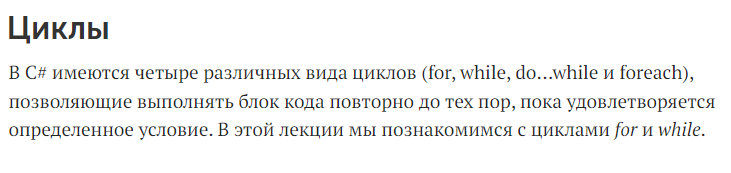 Циклы
В C# имеются четыре различных вида циклов (for, while, do...while и foreach),
позволяющие выполнять блок кода повторно до тех пор, пока удовлетворяется
определенное условие. В этой лекции мы познакомимся с циклами for и while.